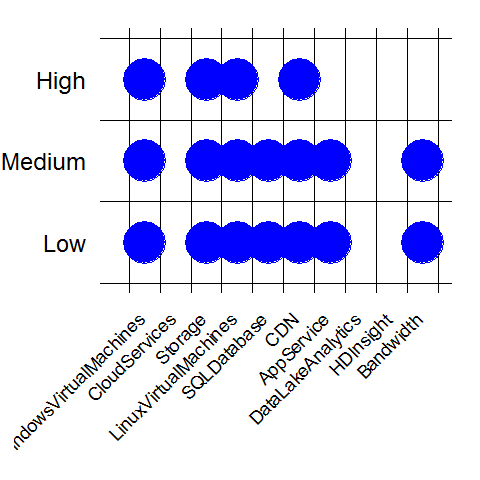 High
Medium
Low
ndowsVirtualMachines
CloudServices
Storage
LinuxVirtualMachines
SQLDatabase
CDN
AppService
DataLakeAnalytics
HDInsight
Bandwidth